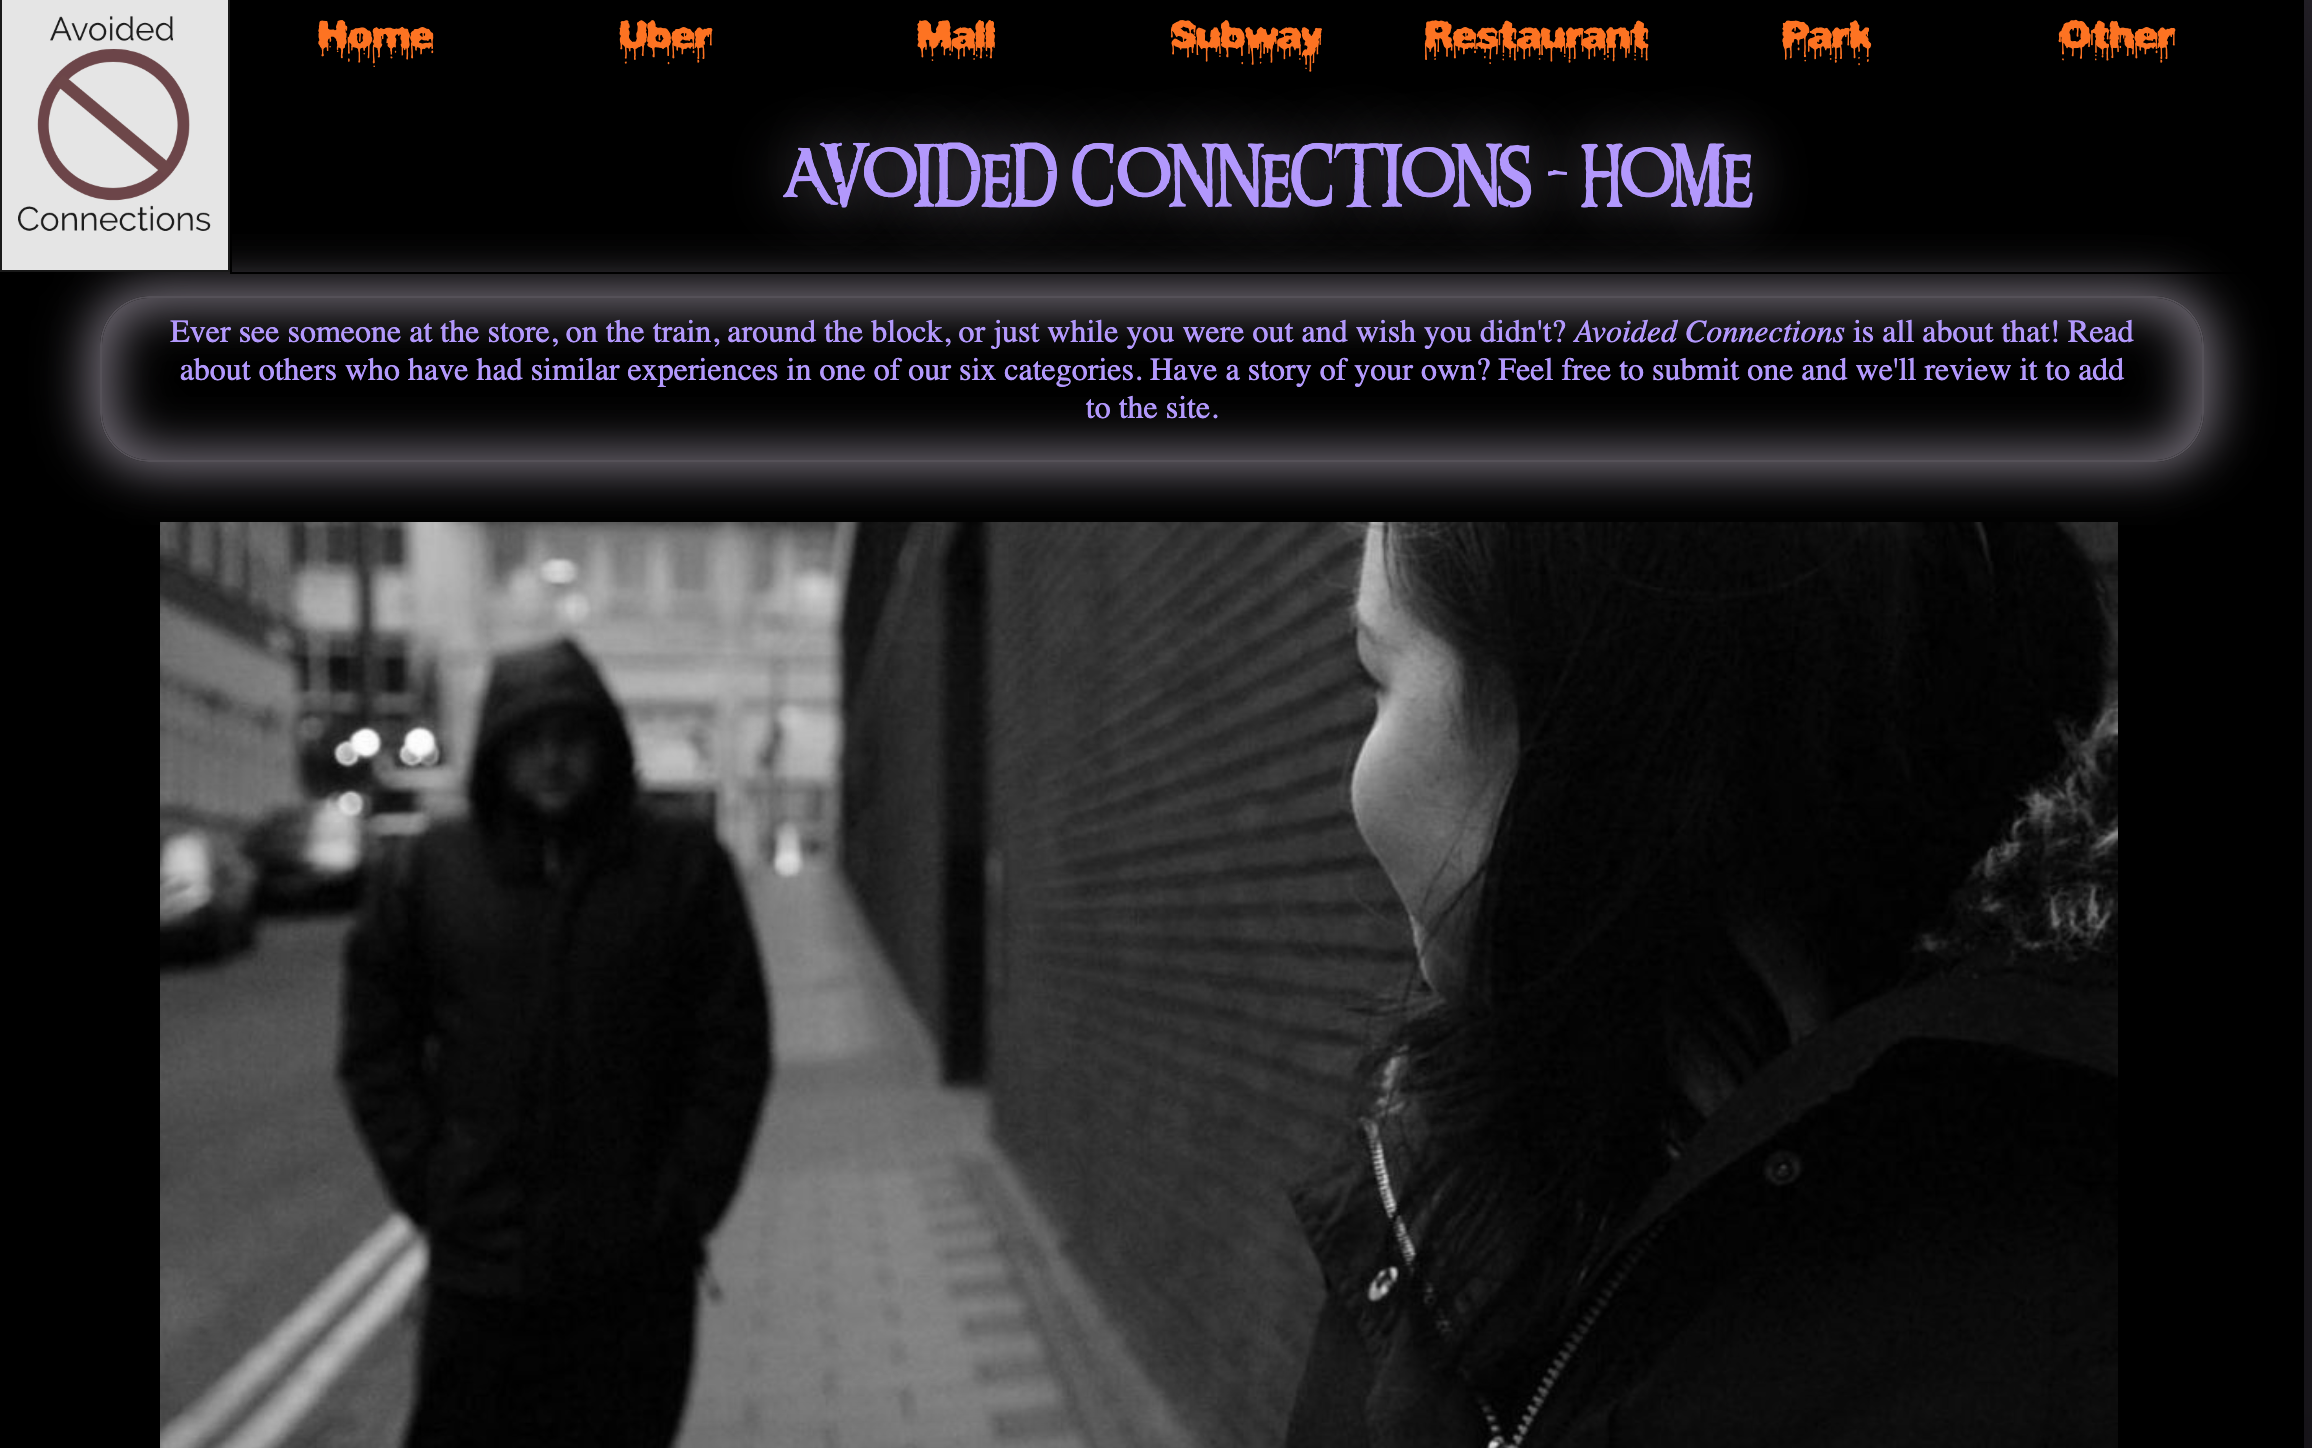 Avoided
Connections
Home Uber Mall Subway Restaurant Park Other
AVOIDED CONNECTIONS - HOME
Ever see someone at the store, on the train, around the block, or just while you were out and wish you didn't? Avoided Connections is all about that! Read
about others who have had similar experiences in one of our six categories. Have a story of your own? Feel free to submit one and we'll review it to add
to the site.